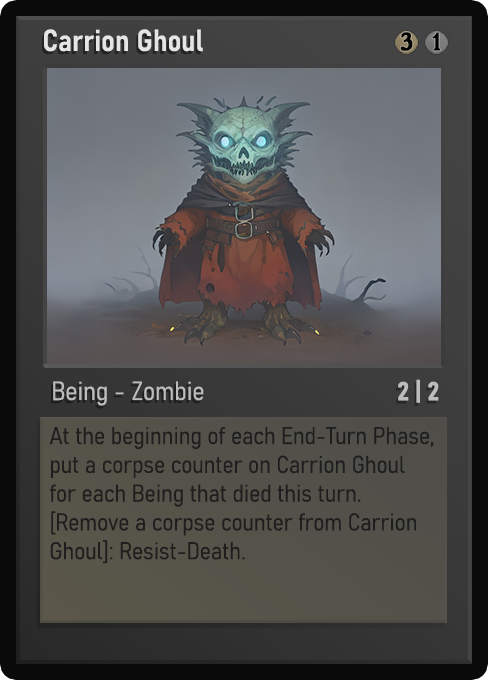 Carrion Ghoul 3 1
Being - Zombie 2|2
At the beginning of each End-Turn Phase,
put a corpse counter on Carrion Ghoul
for each Being that died this turn.
[Remove a corpse counter from Carrion
Ghoul]: Resist-Death.